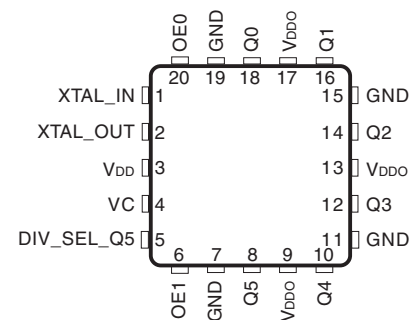 OE0 GND Q0 VDDO Q1
20 19 18 17 16
XTAL_IN 1 15 GND
XTAL_OUT 2 14 Q2
VDD 3 13 VDDO
VC 4 12 Q3
DIV_SEL_Q5 5 11 GND
6 7 8 9 10
OE1 GND Q5 VDDO Q4